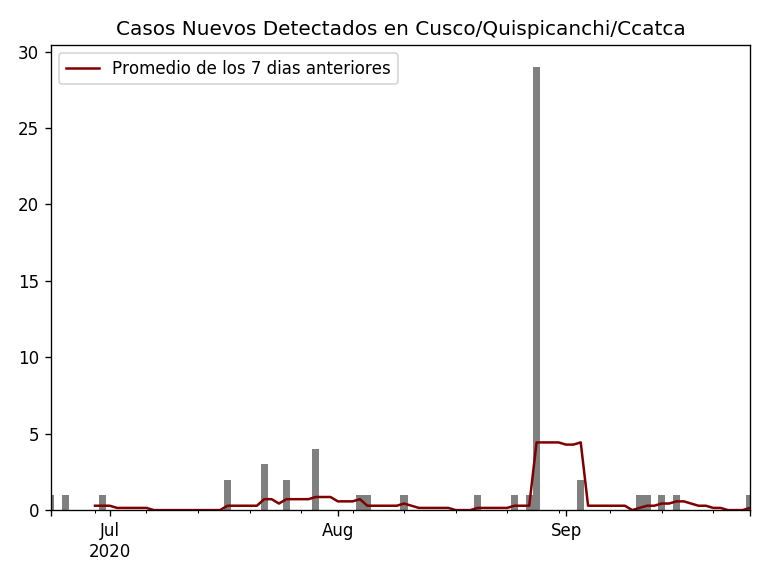 Casos Nuevos Detectados en Cusco/Quispicanchi/Ccatca
Promedio de los 7 dias anteriores
30
25
20
15
10
5
0
Jul
2020
Aug
Sep